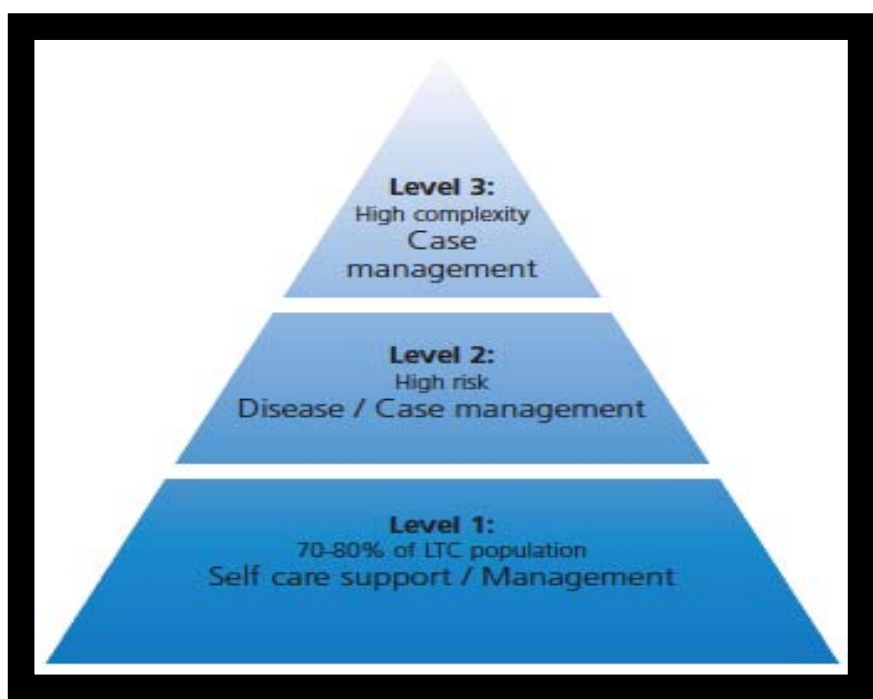 Level 3:
High complexity
Case
management
Level 2:
High risk
Disease / Case management
Level 1:
70-80% of LTC population
Self care support / Management